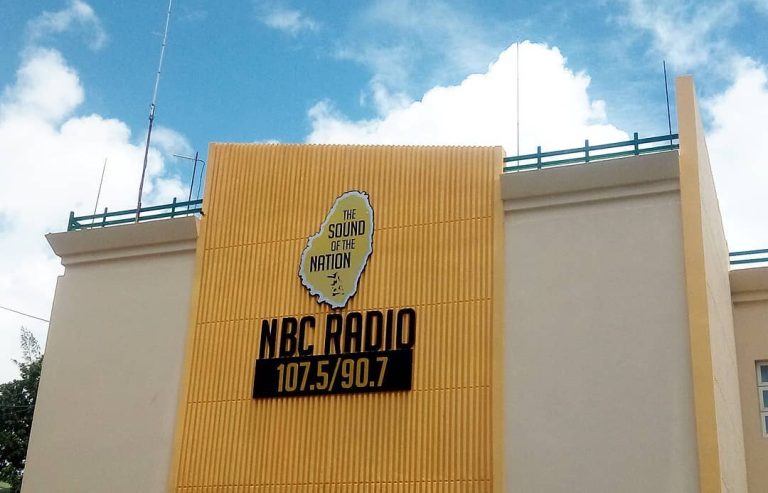 THE
SOUND
OF THE
NATION
NBC RADIO
107.5/90.7